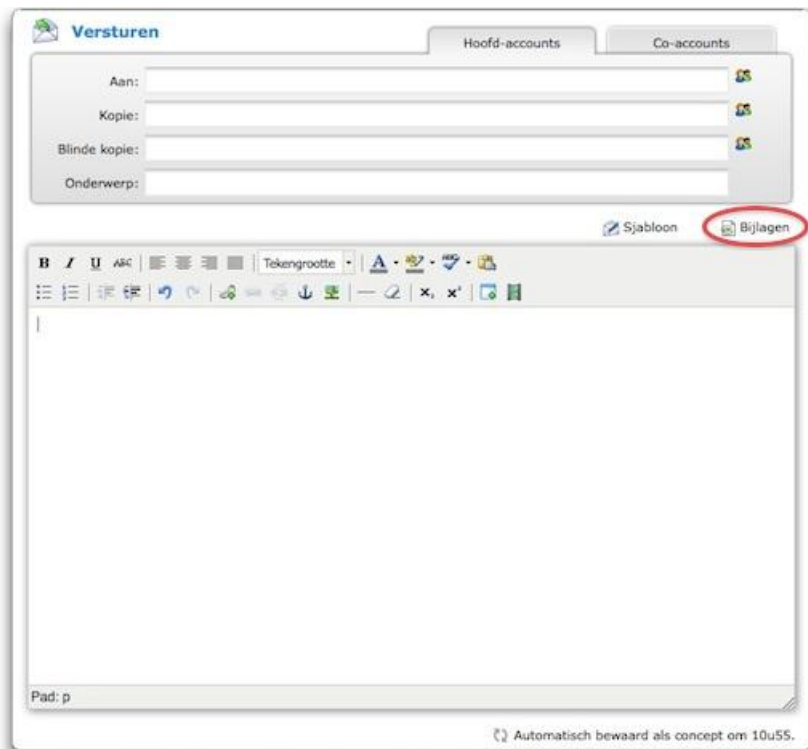 Versturen
Hoofd-accounts
Co-accounts
Aan:
Kopie:
Blinde kopie:
Onderwerp:
Sjabloon
Bijlagen
B I U ABC Tekengrootte A
Pad: p
Automatisch bewaard als concept om 10u55.